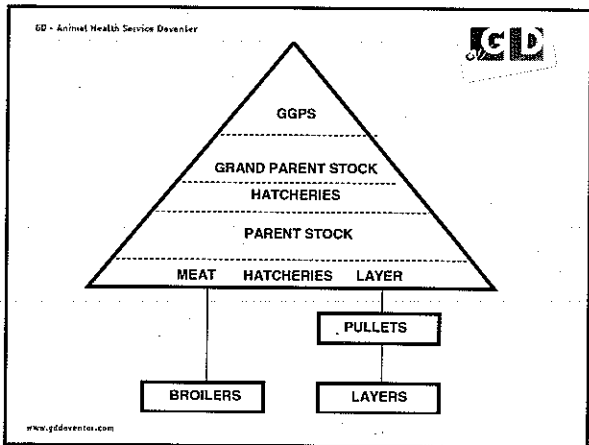 GD - Animal Health Service Deventer
GD
GGPS
GRAND PARENT STOCK
HATCHERIES
PARENT STOCK
MEAT HATCHERIES LAYER
PULLETS
BROILERS LAYERS
www.gddeventer.com